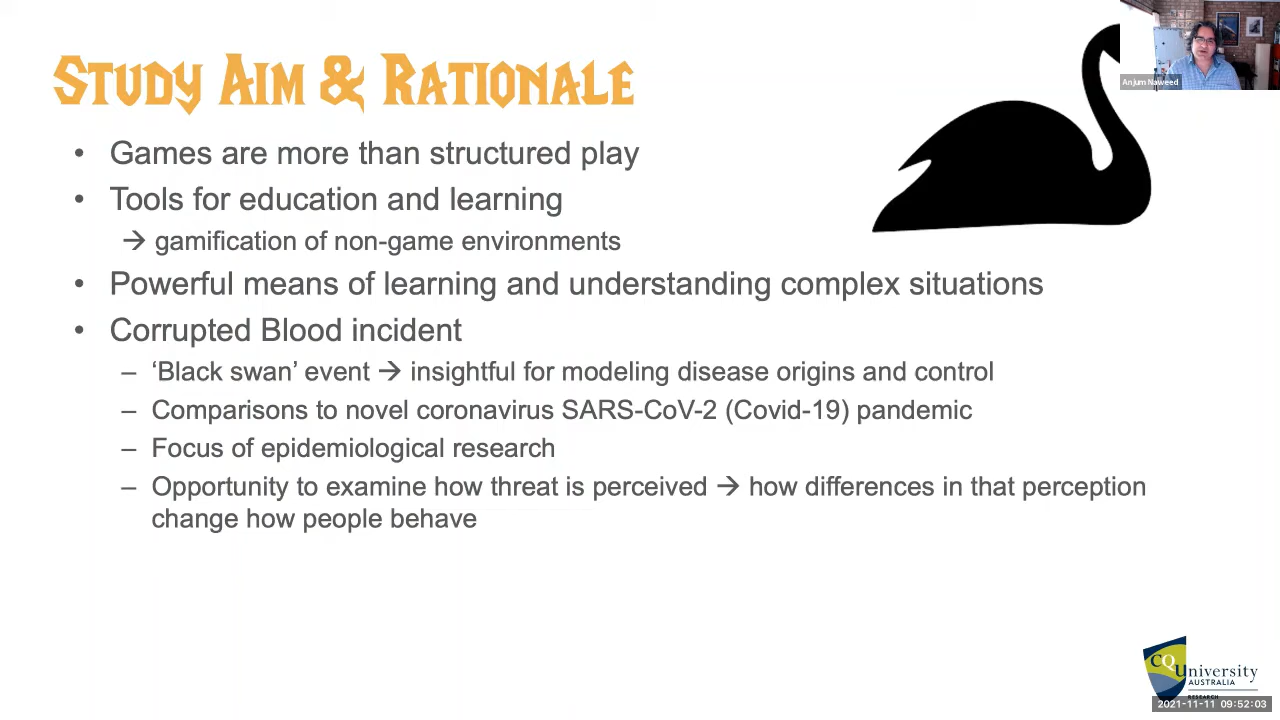 Anjum Naweed
STUDY AIM & RATIONALE
• Games are more than structured play
• Tools for education and learning
→ gamification of non-game environments
• Powerful means of learning and understanding complex situations
• Corrupted Blood incident
– ‘Black swan’ event → insightful for modeling disease origins and control
– Comparisons to novel coronavirus SARS-CoV-2 (Covid-19) pandemic
– Focus of epidemiological research
– Opportunity to examine how threat is perceived → how differences in that perception
change how people behave
CQUniversity
AUSTRALIA
RESEARCH
2021-11-11 09:52:03